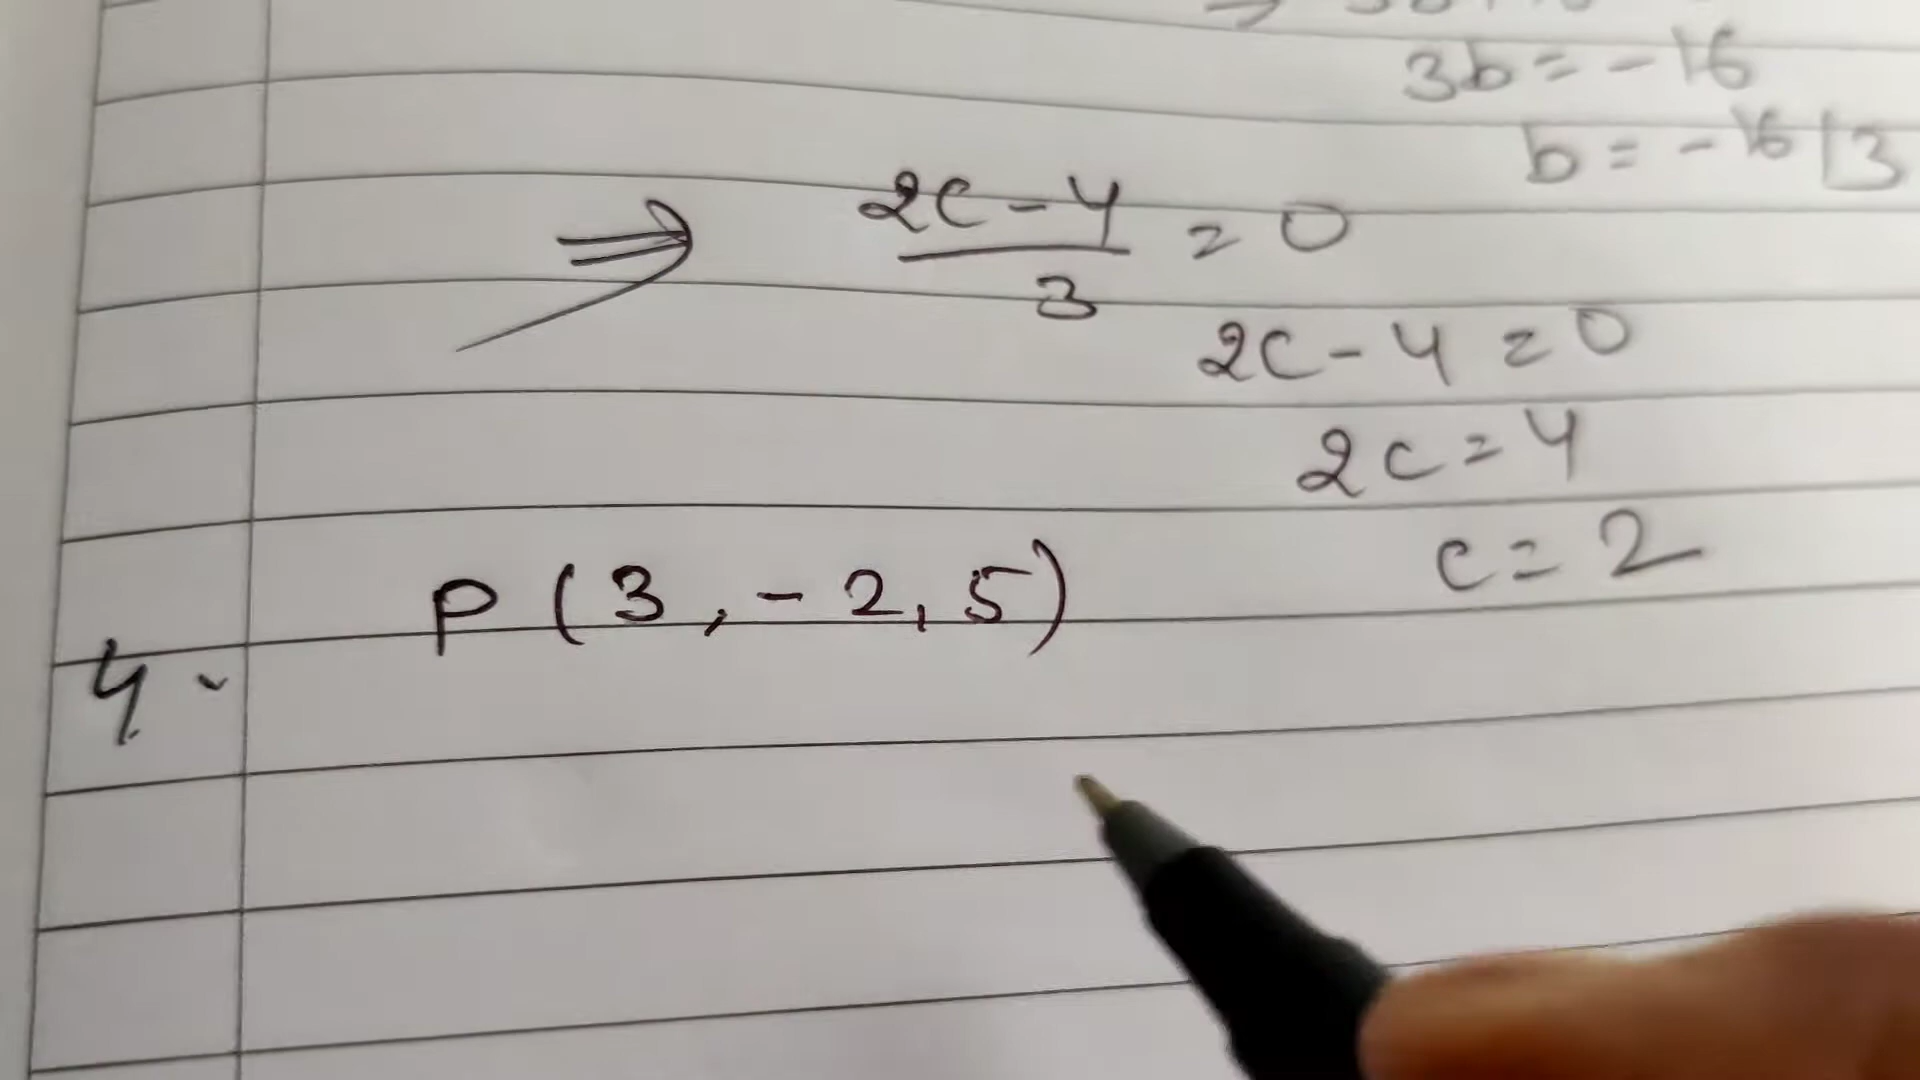 3b = - 16
b = - 16/3
⇒ (2c - 4)/3 = 0
2c - 4 = 0
2c = 4
c = 2
P (3, - 2, 5)
4.